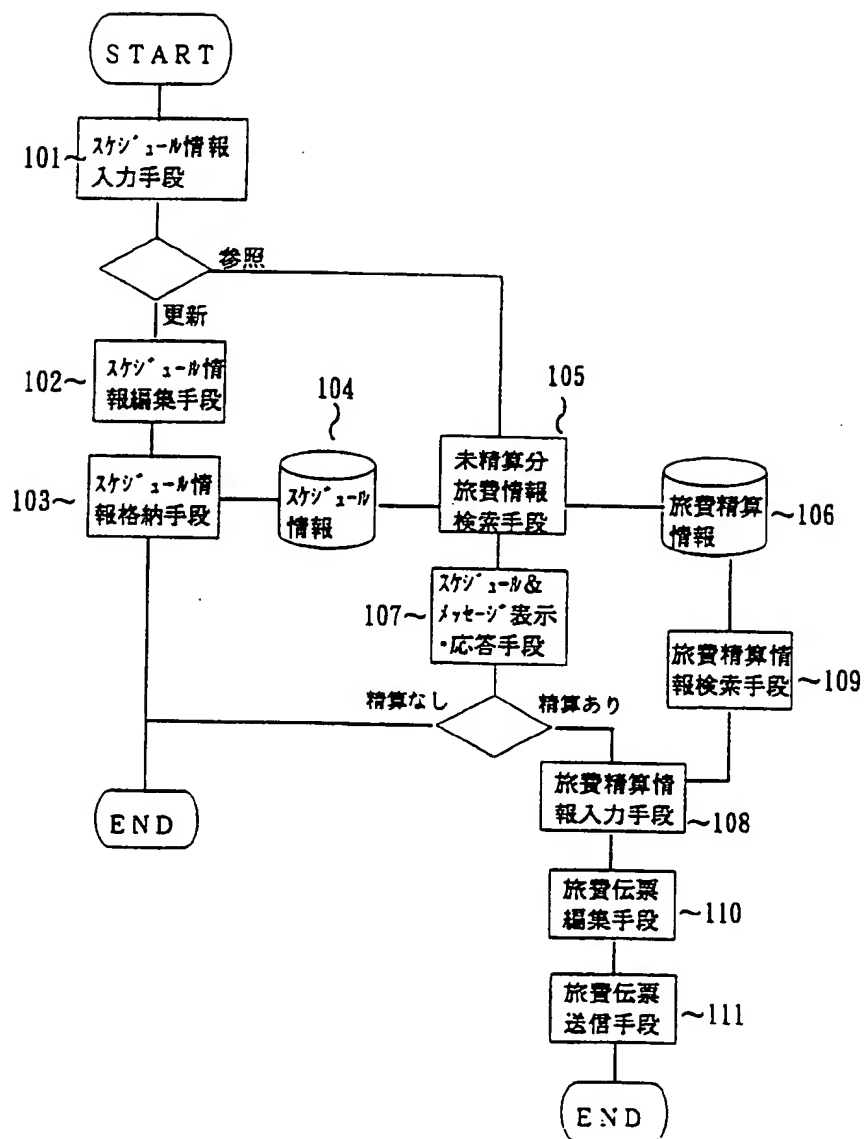 START
101～
スケジュール情報
入力手段
参照
更新
102～
スケジュール情
報編集手段
103～
スケジュール情
報格納手段
104
スケジュール
情報
105
未精算分
旅費情報
検索手段
旅費精算
情報
～106
107～
スケジュール&
メッセージ表示
・応答手段
旅費精算情
報検索手段
～109
精算なし
精算あり
旅費精算情
報入力手段
～108
END
旅費伝票
編集手段
～110
旅費伝票
送信手段
～111
END